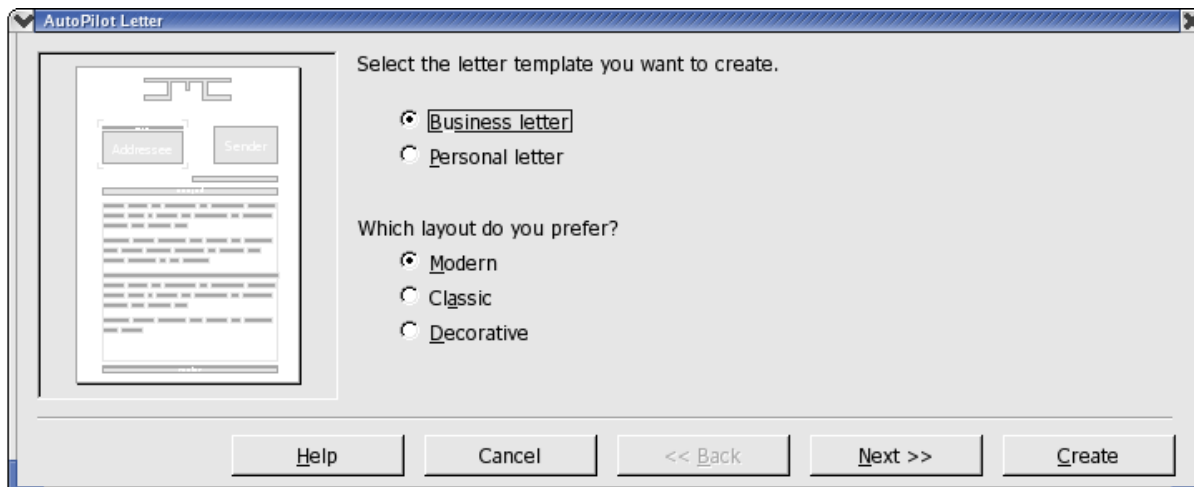 AutoPilot Letter
Select the letter template you want to create.
Business letter
Personal letter
Which layout do you prefer?
Modern
Classic
Decorative
Addressee
Sender
Help
Cancel
<< Back
Next >>
Create